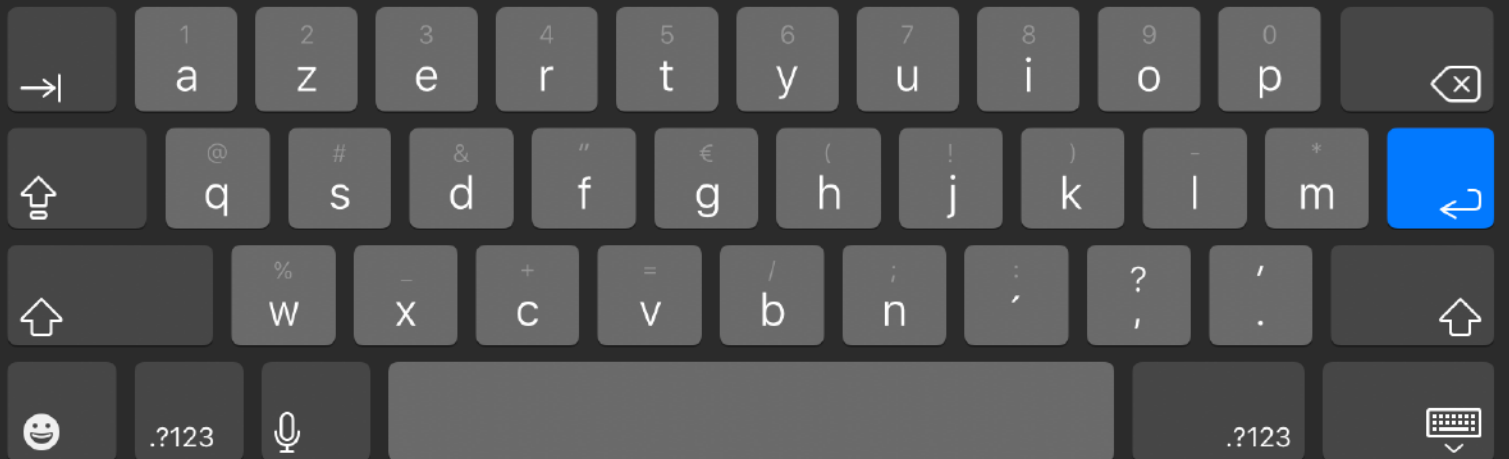 1 2 3 4 5 6 7 8 9 0
a z e r t y u i o p
@ # & " € ( ! ) - *
q s d f g h j k l m
% _ + = / ; : ? '
w x c v b n ´ , .
.?123 .?123